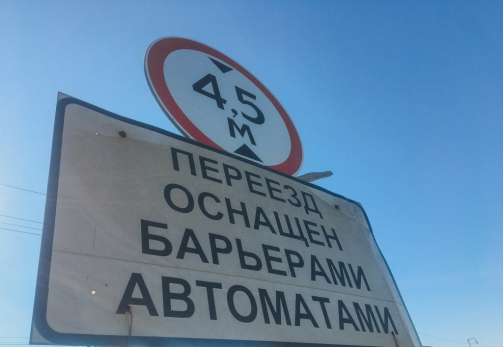 4,5
м
ПЕРЕЕЗД
ОСНАЩЕН
БАРЬЕРАМИ
АВТОМАТАМИ